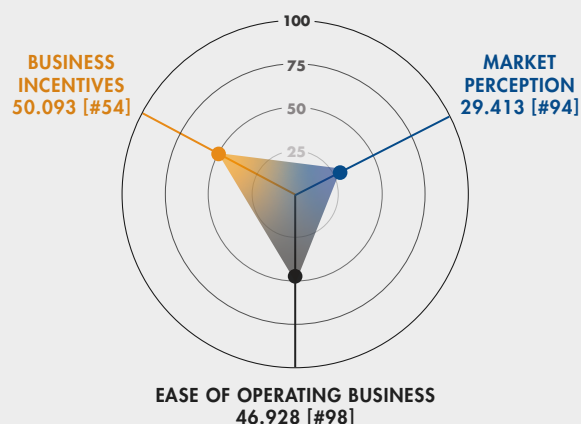 100
75
50
25
BUSINESS
INCENTIVES
50.093 [#54]
MARKET
PERCEPTION
29.413 [#94]
EASE OF OPERATING BUSINESS
46.928 [#98]